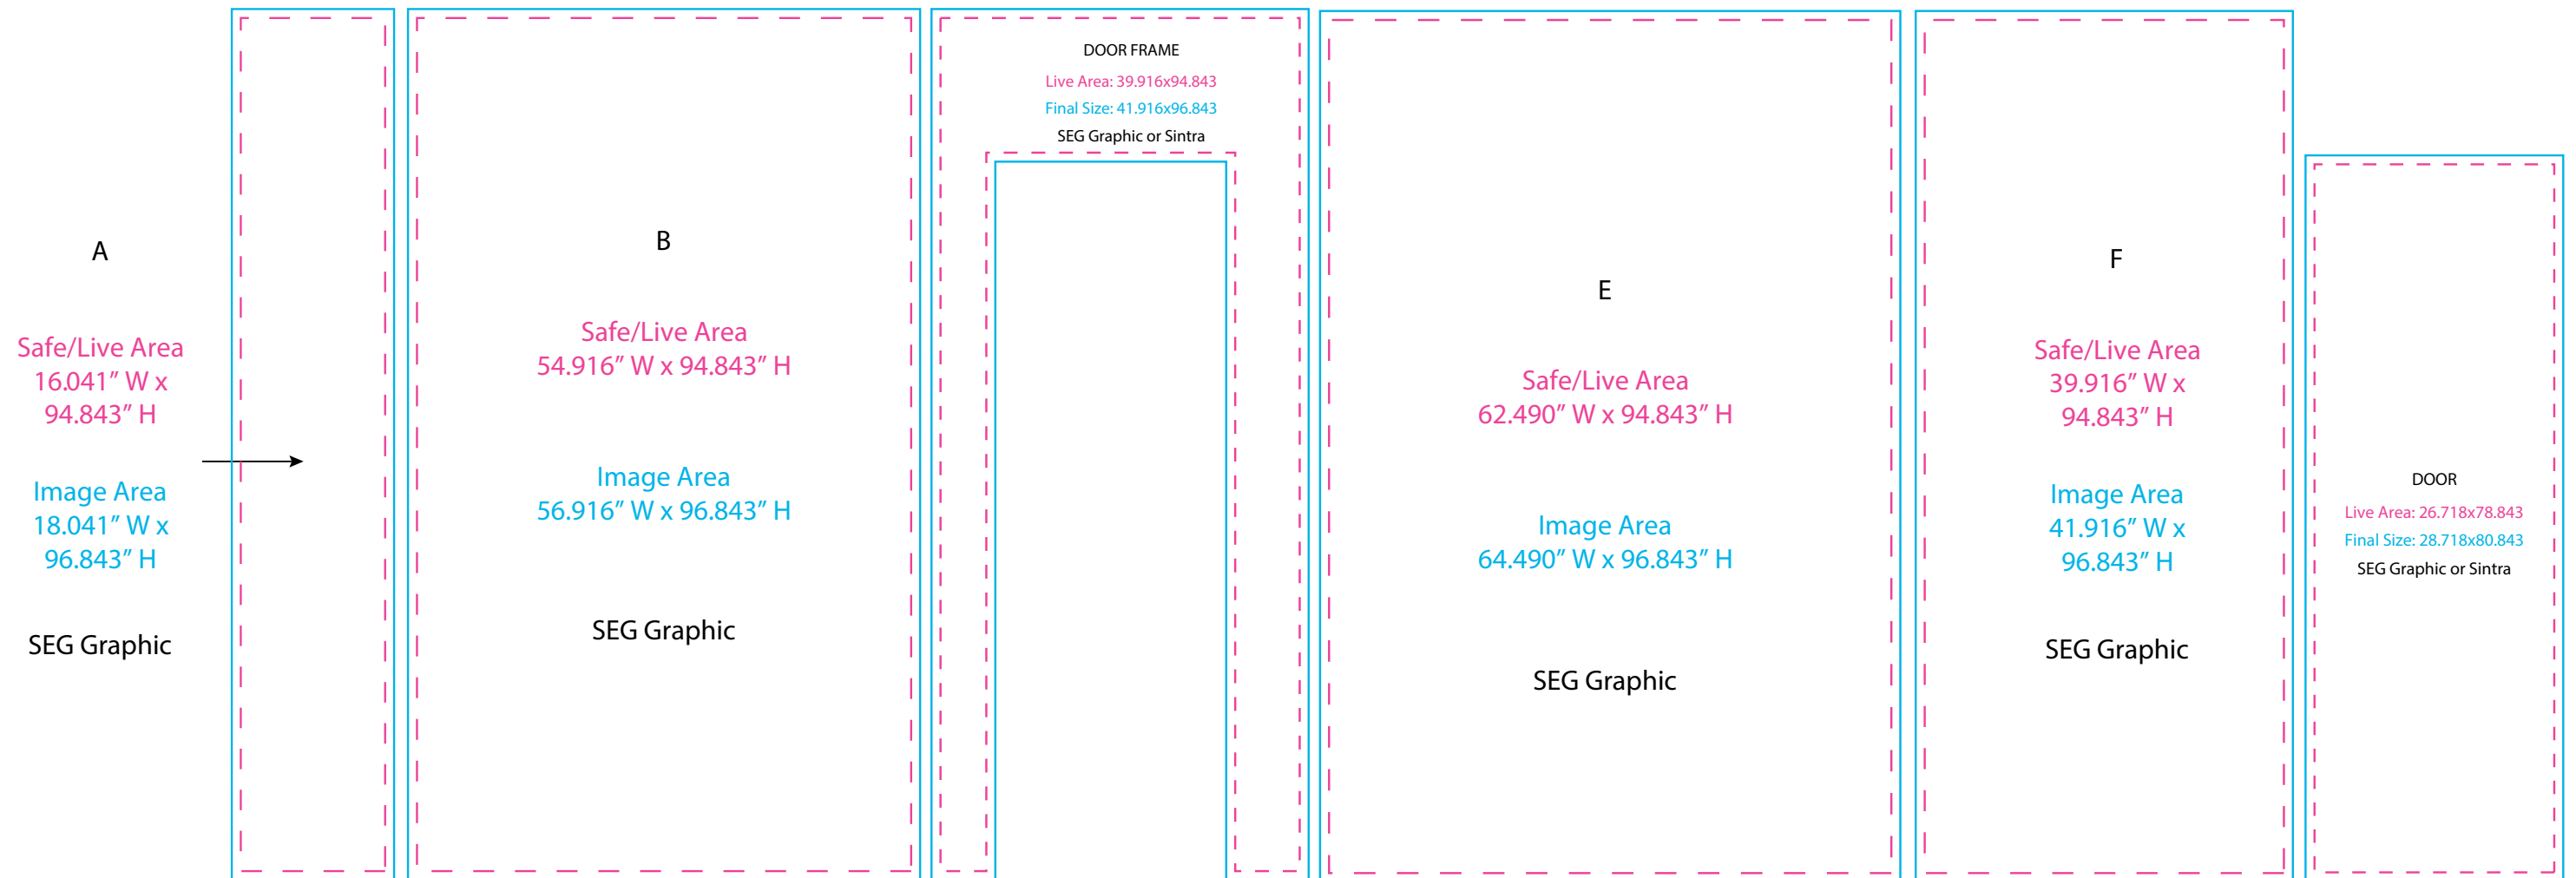 A
Safe/Live Area
16.041” W x
94.843” H
Image Area
18.041” W x
96.843” H
SEG Graphic
B
Safe/Live Area
54.916” W x 94.843” H
Image Area
56.916” W x 96.843” H
SEG Graphic
DOOR FRAME
Live Area: 39.916x94.843
Final Size: 41.916x96.843
SEG Graphic or Sintra
E
Safe/Live Area
62.490” W x 94.843” H
Image Area
64.490” W x 96.843” H
SEG Graphic
F
Safe/Live Area
39.916” W x
94.843” H
Image Area
41.916” W x
96.843” H
SEG Graphic
DOOR
Live Area: 26.718x78.843
Final Size: 28.718x80.843
SEG Graphic or Sintra